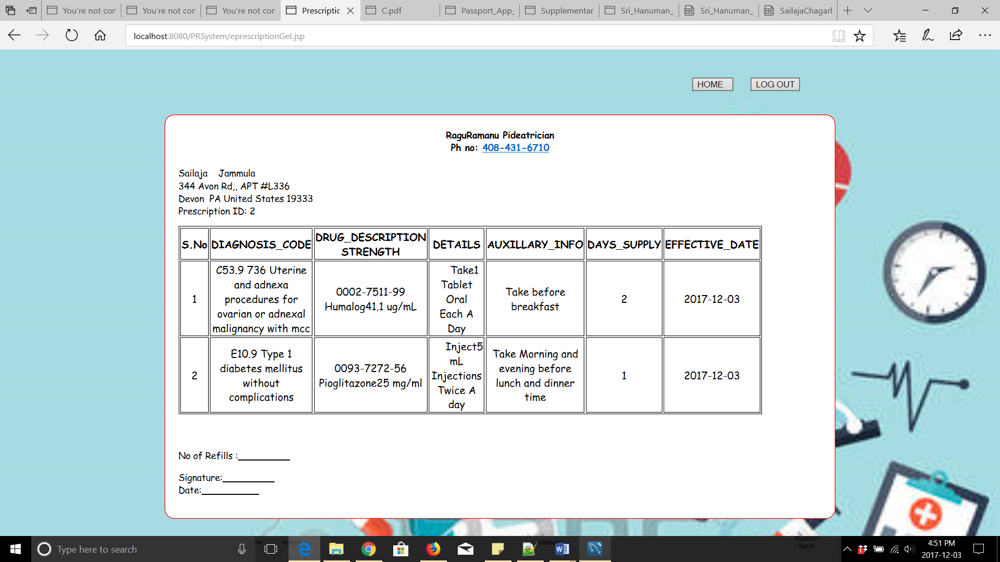 You're not cor
You're not cor
You're not cor
Prescriptic
C.pdf
Passport_App_
Supplementar
Sri_Hanuman_
Sri_Hanuman_
SailajaChagarl
localhost:8080/PRSystem/eprescriptionGet.jsp
HOME
LOG OUT
RaguRamanu Pideatrician
Ph no: 408-431-6710
Sailaja Jammula
344 Avon Rd,, APT #L336
Devon PA United States 19333
Prescription ID: 2
S.No DIAGNOSIS_CODE DRUG_DESCRIPTION STRENGTH DETAILS AUXILLARY_INFO DAYS_SUPPLY EFFECTIVE_DATE
1
C53.9 736 Uterine
and adnexa
procedures for
ovarian or adnexal
malignancy with mcc
0002-7511-99
Humalog41.1 ug/mL
Take1
Tablet
Oral
Each A
Day
Take before
breakfast
2
2017-12-03
2
E10.9 Type 1
diabetes mellitus
without
complications
0093-7272-56
Pioglitazone25 mg/ml
Inject5
mL
Injections
Twice A
day
Take Morning and
evening before
lunch and dinner
time
1
2017-12-03
No of Refills :__________
Signature:__________
Date:___________
Type here to search
Action
Duration
/ Fetch
4:51 PM
2017-12-03